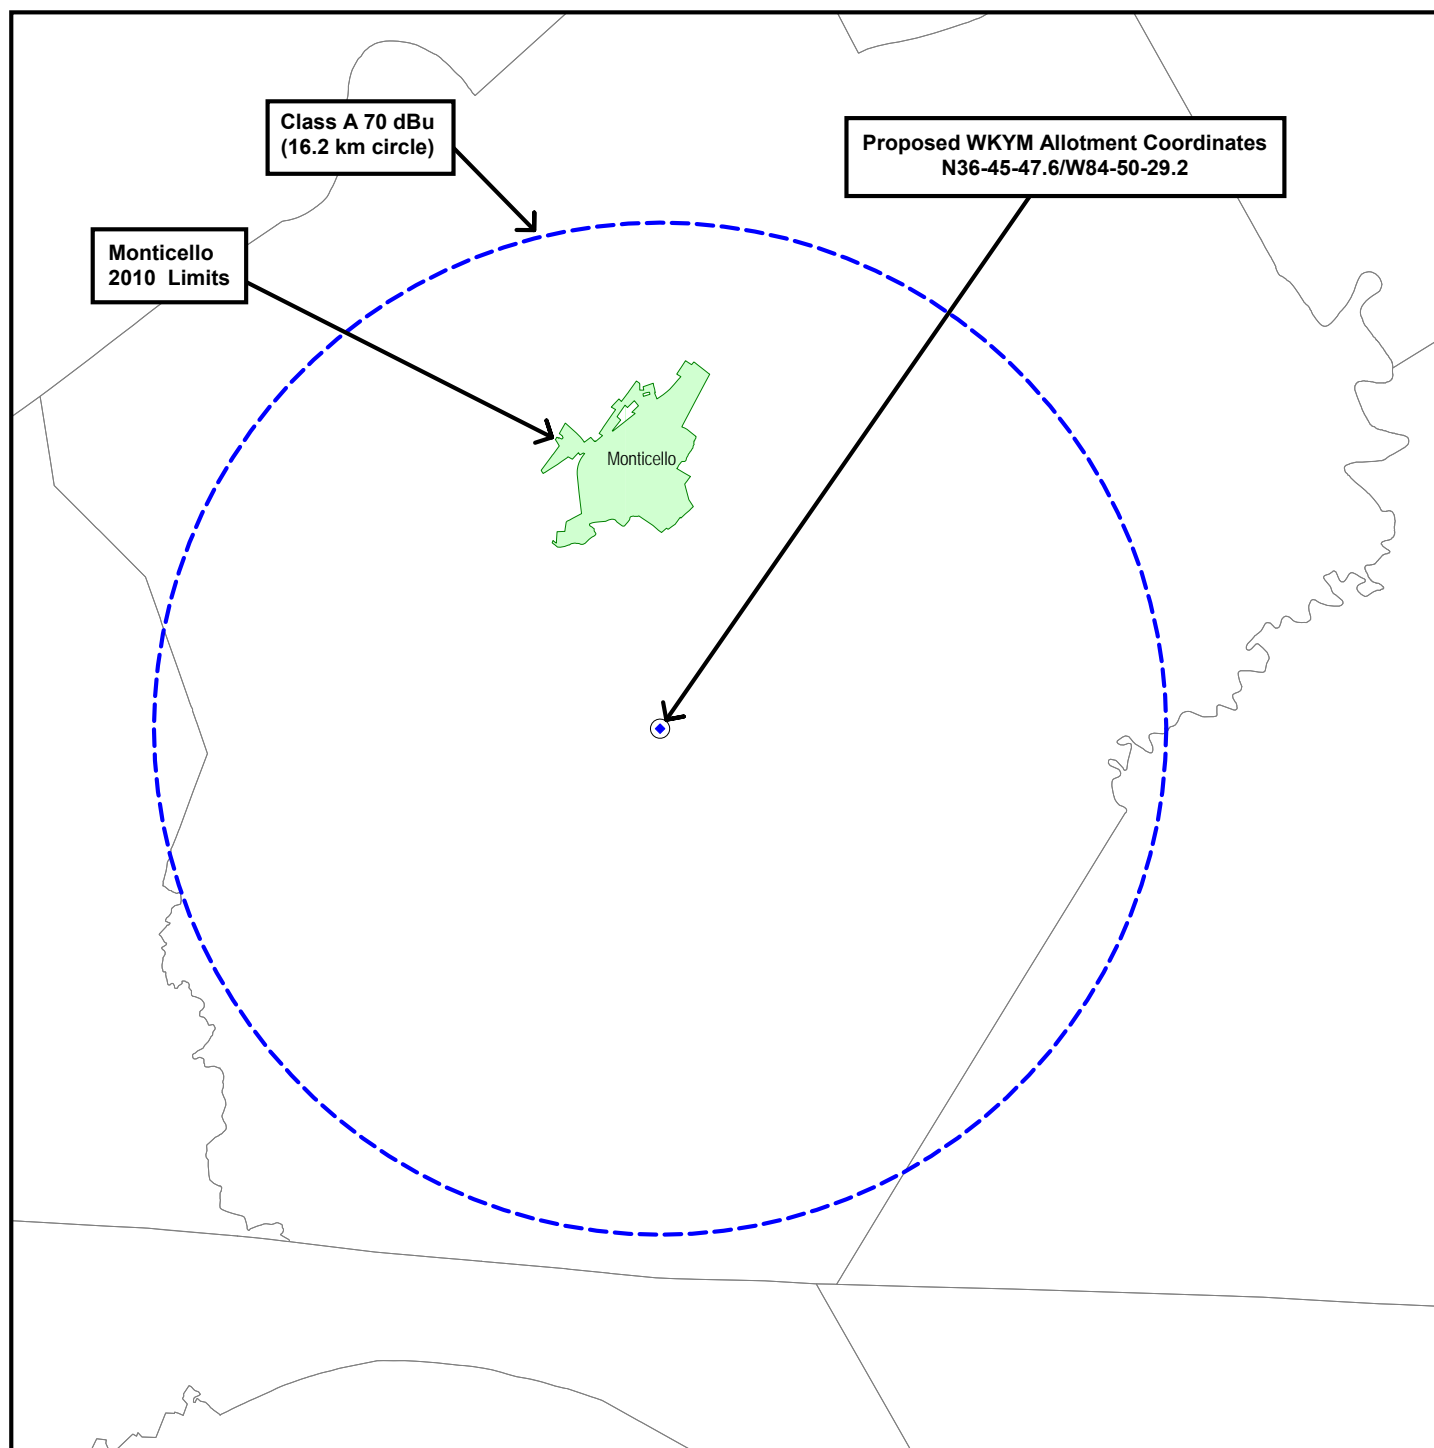 Class A 70 dBu
(16.2 km circle)
Proposed WKYM Allotment Coordinates
N36-45-47.6/W84-50-29.2
Monticello
2010 Limits
Monticello